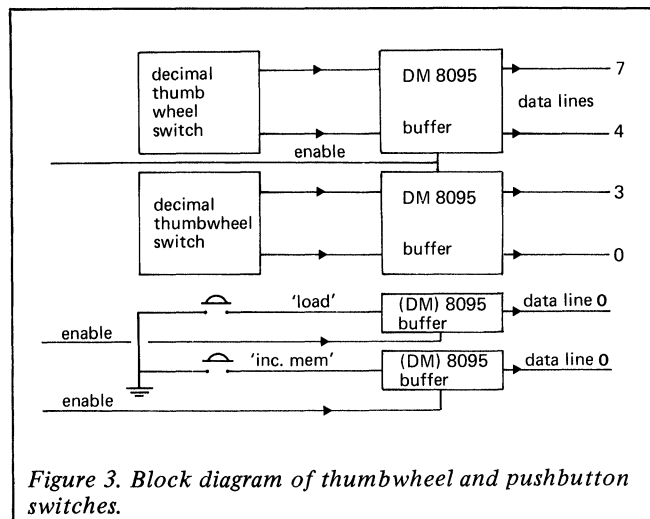 decimal
thumb
wheel
switch
DM 8095
buffer
7
data lines
4
enable
decimal
thumbwheel
switch
DM 8095
buffer
3
0
'load'
(DM) 8095
buffer
data line 0
enable
'inc. mem'
(DM) 8095
buffer
data line 0
enable
Figure 3. Block diagram of thumbwheel and pushbutton
switches.